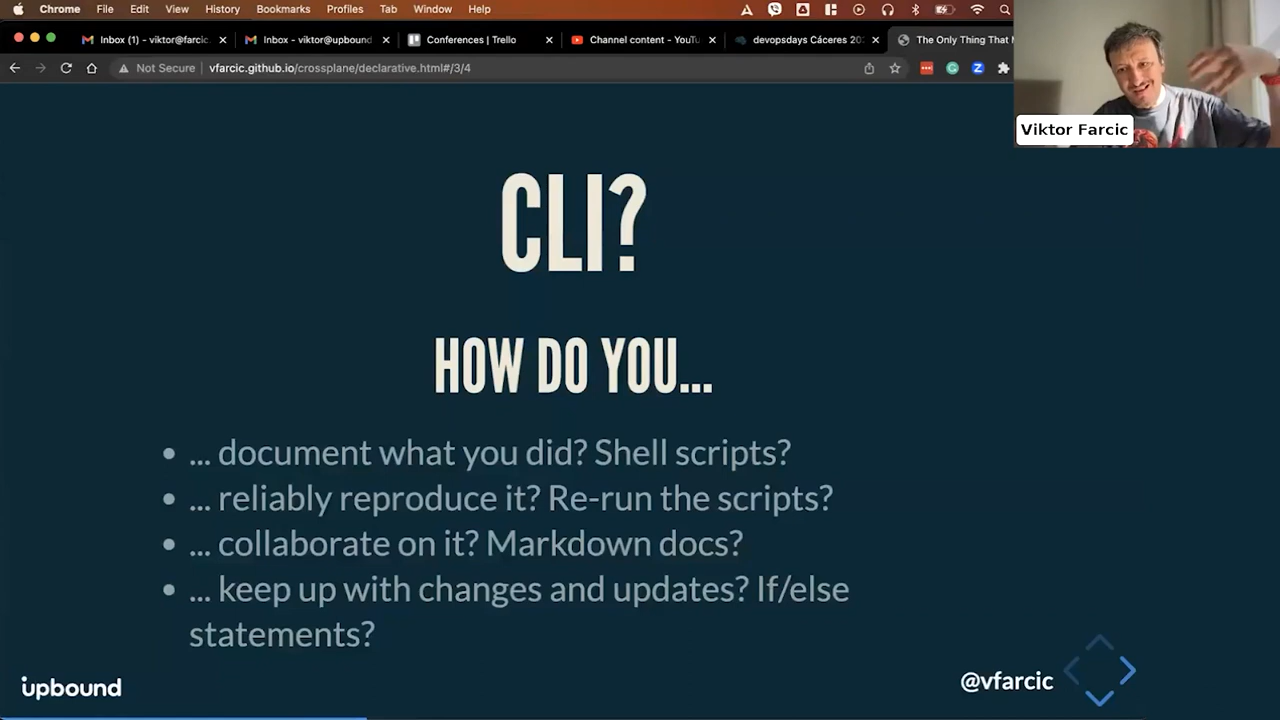 Chrome File Edit View History Bookmarks Profiles Tab Window Help
Inbox (1) - viktor@farcic.
Inbox - viktor@upbound
Conferences | Trello
Channel content - YouTu
devopsdays Cáceres 202
The Only Thing That M
Not Secure
vfarcic.github.io/crossplane/declarative.html#/3/4
Viktor Farcic
CLI?
HOW DO YOU...
... document what you did? Shell scripts?
... reliably reproduce it? Re-run the scripts?
... collaborate on it? Markdown docs?
... keep up with changes and updates? If/else
statements?
upbound
@vfarcic